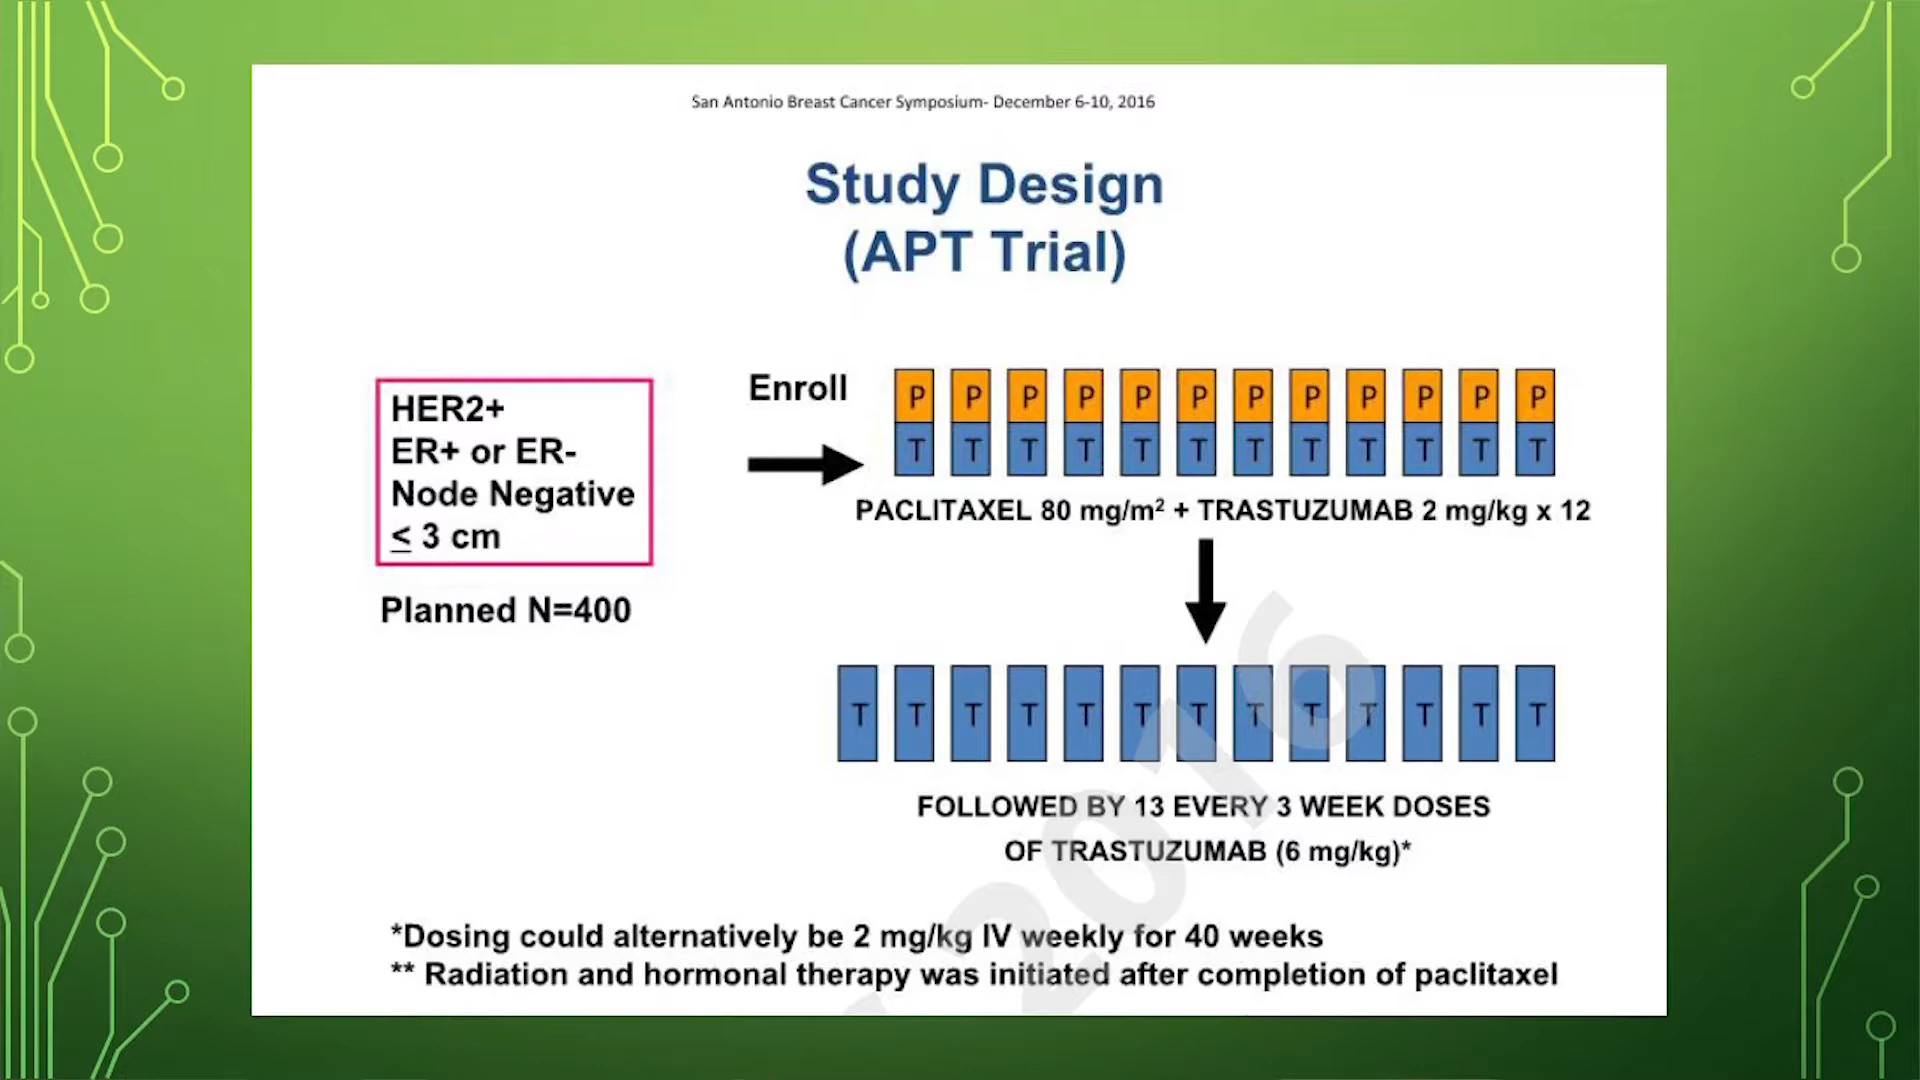 San Antonio Breast Cancer Symposium- December 6-10, 2016
Study Design
(APT Trial)
HER2+
ER+ or ER-
Node Negative
≤ 3 cm
Planned N=400
Enroll
P P P P P P P P P P P P
T T T T T T T T T T T T
PACLITAXEL 80 mg/m² + TRASTUZUMAB 2 mg/kg x 12
T T T T T T T T T T T T T
FOLLOWED BY 13 EVERY 3 WEEK DOSES
OF TRASTUZUMAB (6 mg/kg)*
*Dosing could alternatively be 2 mg/kg IV weekly for 40 weeks
** Radiation and hormonal therapy was initiated after completion of paclitaxel
2016